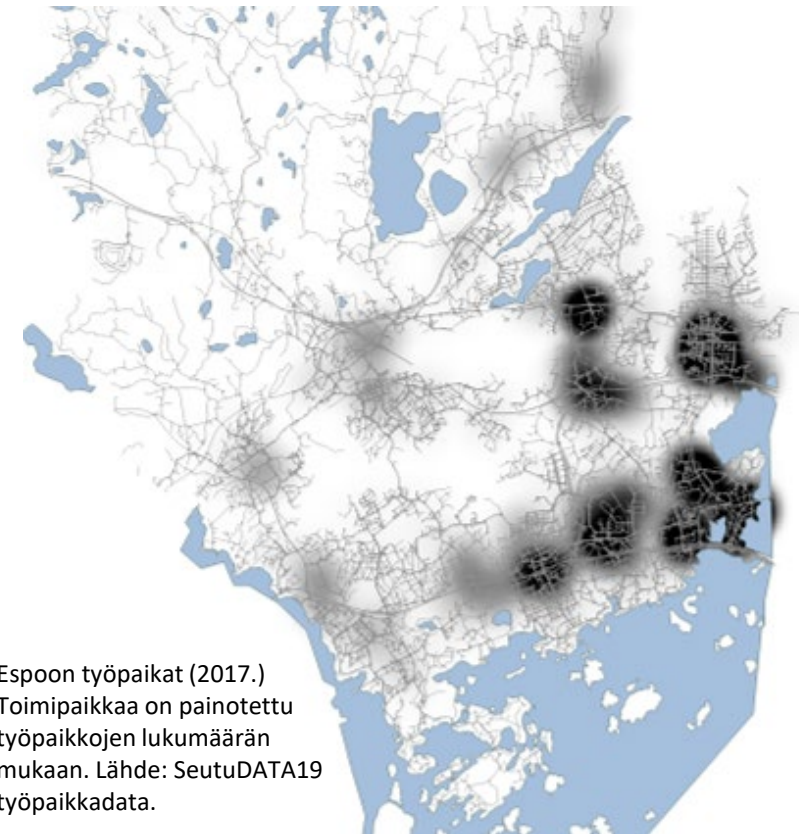 Espoon työpaikat (2017.)
Toimipaikkaa on painotettu
työpaikkojen lukumäärän
mukaan. Lähde: SeutuDATA19
työpaikkadata.